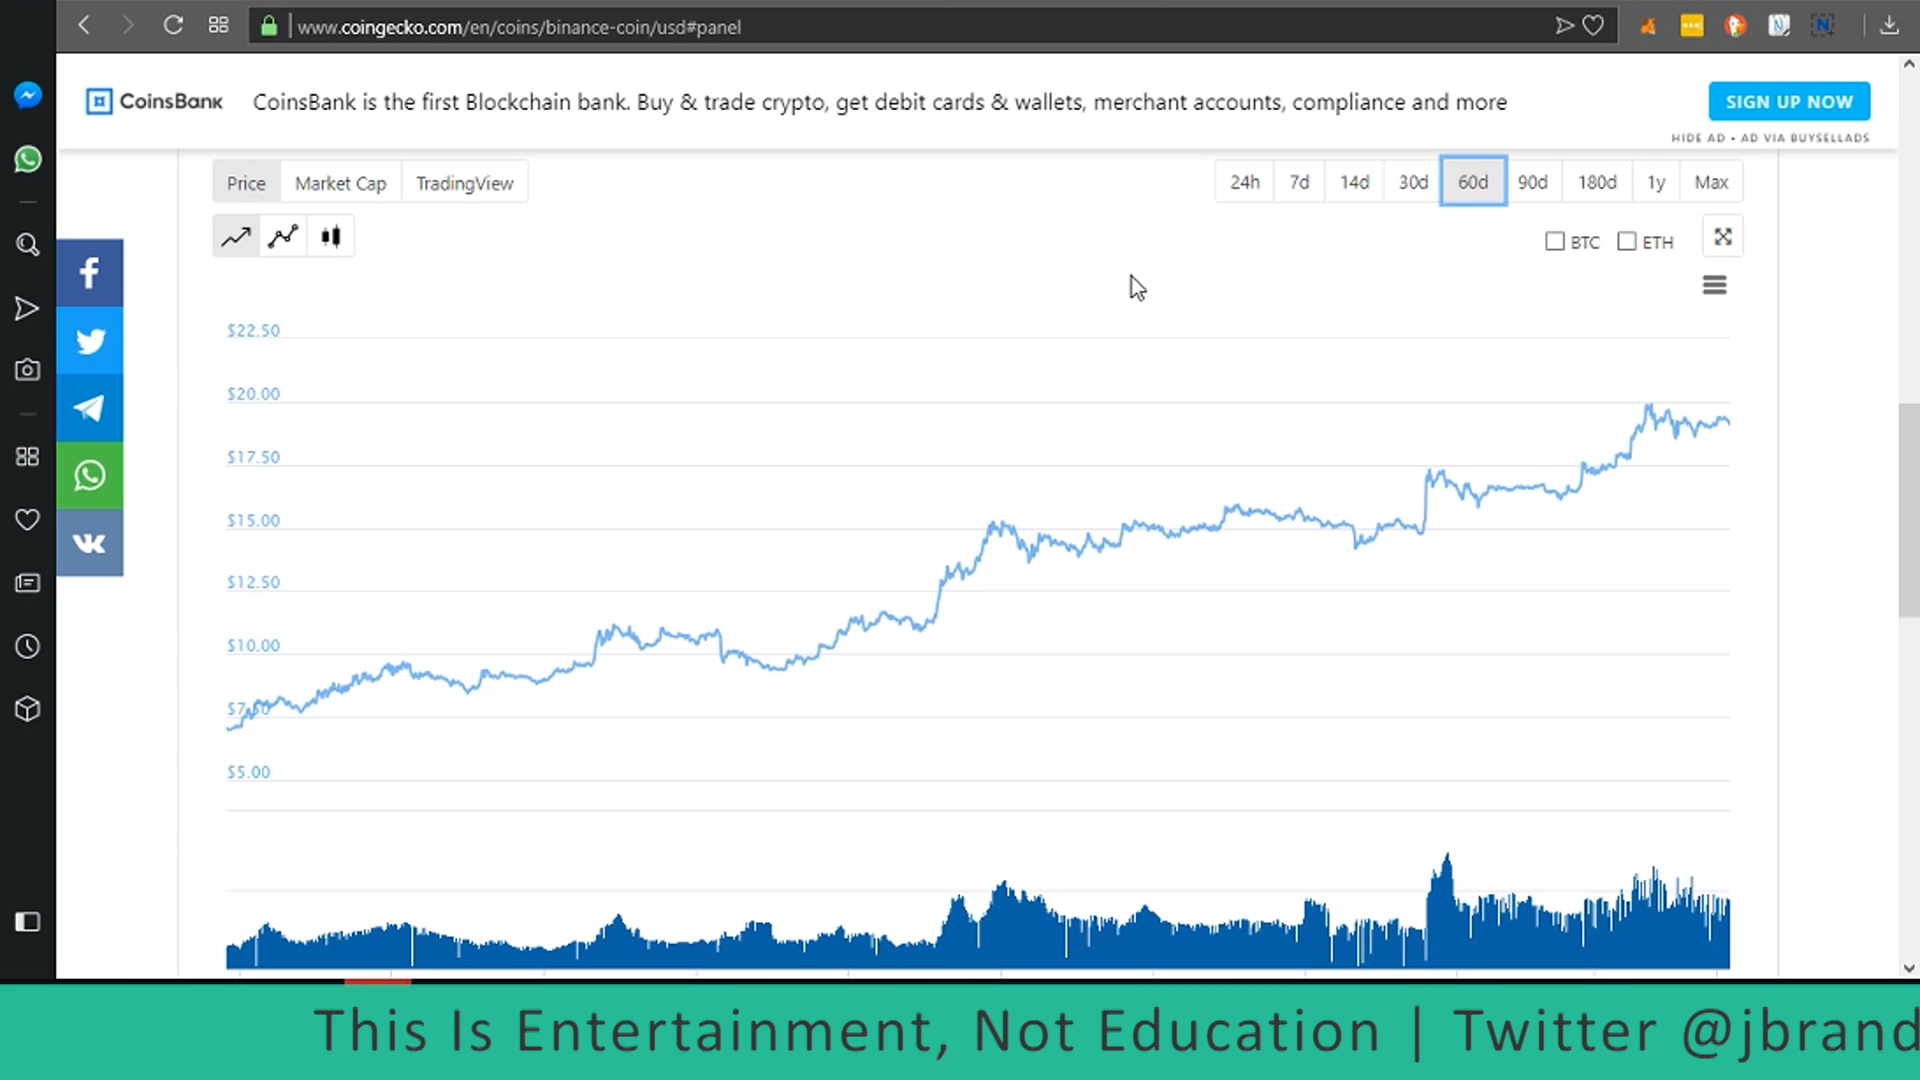 www.coingecko.com/en/coins/binance-coin/usd#panel
CoinsBank CoinsBank is the first Blockchain bank. Buy & trade crypto, get debit cards & wallets, merchant accounts, compliance and more SIGN UP NOW
HIDE AD • AD VIA BUYSELLADS
Price Market Cap TradingView 24h 7d 14d 30d 60d 90d 180d 1y Max
BTC ETH
$22.50
$20.00
$17.50
$15.00
$12.50
$10.00
$7.50
$5.00
This Is Entertainment, Not Education | Twitter @jbrand